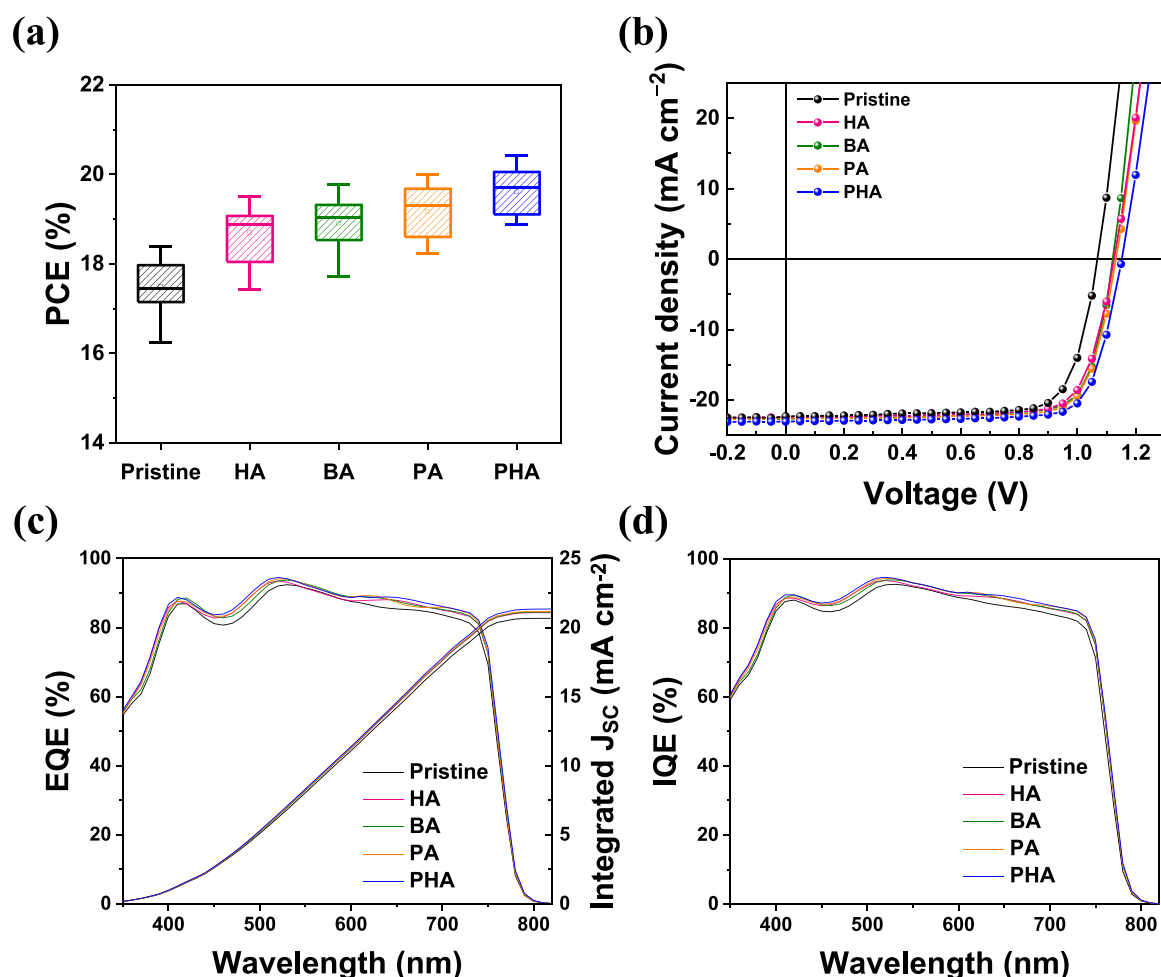 (a)
22
20
18
16
14
PCE (%)
Pristine HA BA PA PHA
(b)
20
10
0
-10
-20
Current density (mA cm⁻²)
Pristine
HA
BA
PA
PHA
-0.2 0.0 0.2 0.4 0.6 0.8 1.0 1.2
Voltage (V)
(c)
100
80
60
40
20
0
EQE (%)
25
20
15
10
5
0
Integrated J_SC (mA cm⁻²)
Pristine
HA
BA
PA
PHA
400 500 600 700 800
Wavelength (nm)
(d)
100
80
60
40
20
0
IQE (%)
Pristine
HA
BA
PA
PHA
400 500 600 700 800
Wavelength (nm)